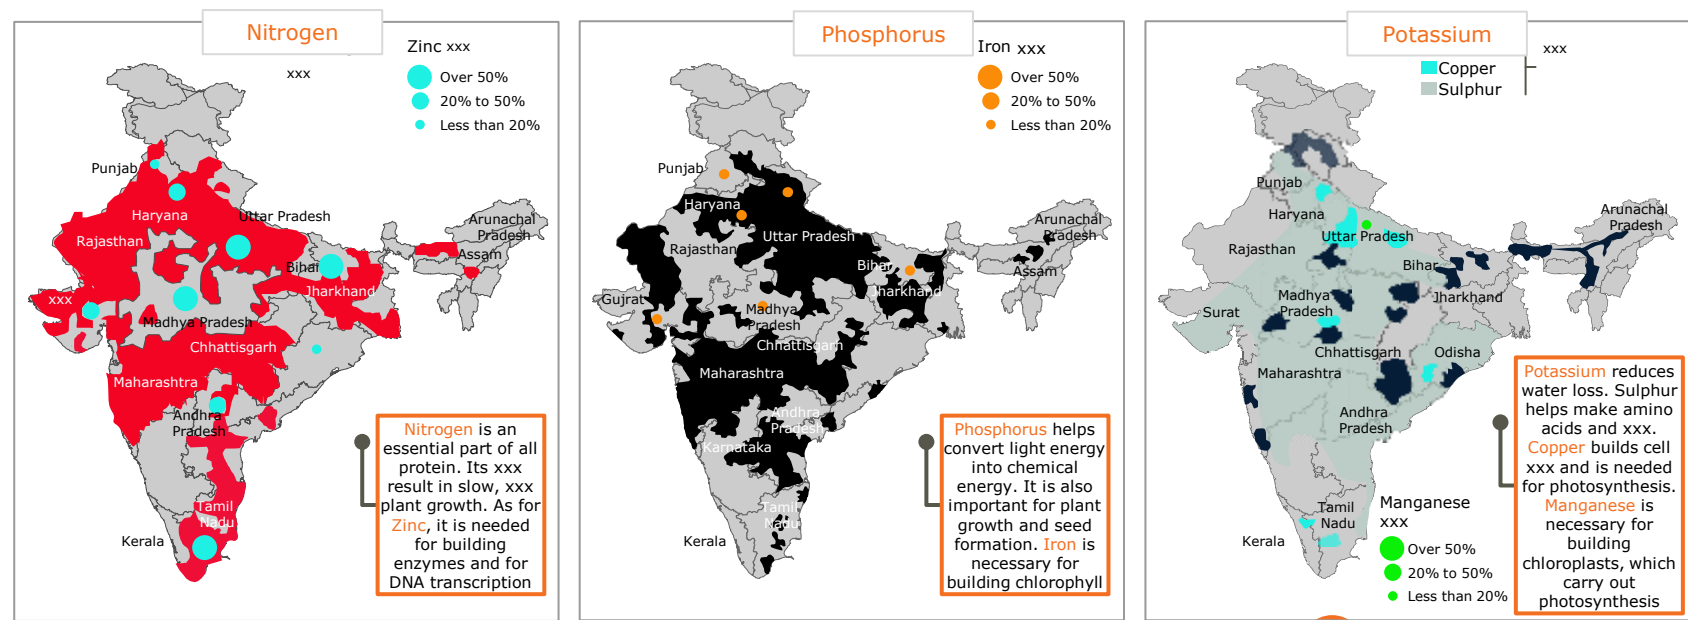 Nitrogen
Zinc xxx
xxx
Over 50%
20% to 50%
Less than 20%
Punjab
Haryana
Uttar Pradesh
Rajasthan
Arunachal
Pradesh
Assam
Bihar
Jharkhand
xxx
Madhya Pradesh
Chhattisgarh
Maharashtra
Andhra
Pradesh
Tamil
Nadu
Kerala
Nitrogen is an
essential part of all
protein. Its xxx
result in slow, xxx
plant growth. As for
Zinc, it is needed
for building
enzymes and for
DNA transcription
Phosphorus
Iron xxx
Over 50%
20% to 50%
Less than 20%
Punjab
Haryana
Uttar Pradesh
Rajasthan
Arunachal
Pradesh
Assam
Bihar
Jharkhand
Gujrat
Madhya
Pradesh
Chhattisgarh
Maharashtra
Andhra
Pradesh
Karnataka
Tamil
Nadu
Kerala
Phosphorus helps
convert light energy
into chemical
energy. It is also
important for plant
growth and seed
formation. Iron is
necessary for
building chlorophyll
Potassium
xxx
Copper
Sulphur
Punjab
Haryana
Uttar Pradesh
Rajasthan
Arunachal
Pradesh
Bihar
Jharkhand
Madhya
Pradesh
Surat
Chhattisgarh
Odisha
Maharashtra
Andhra
Pradesh
Tamil
Nadu
Kerala
Manganese
xxx
Over 50%
20% to 50%
Less than 20%
Potassium reduces
water loss. Sulphur
helps make amino
acids and xxx.
Copper builds cell
xxx and is needed
for photosynthesis.
Manganese is
necessary for
building
chloroplasts, which
carry out
photosynthesis